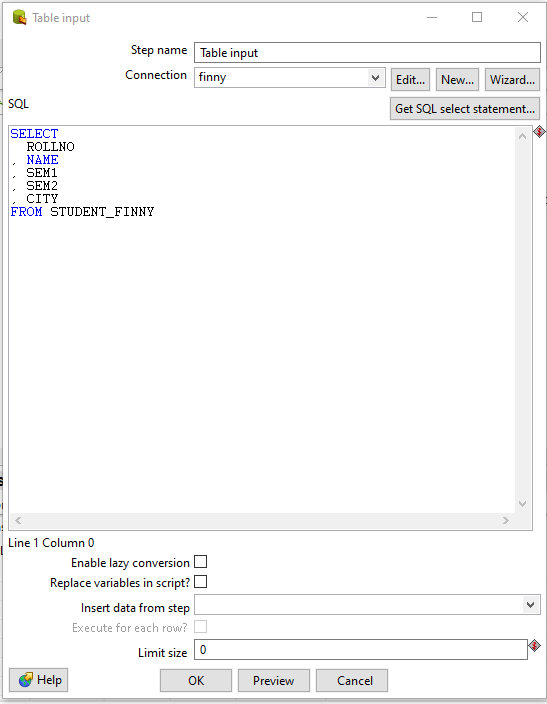 Table input
Step name Table input
Connection finny Edit... New... Wizard...
SQL Get SQL select statement...
SELECT
ROLLNO
, NAME
, SEM1
, SEM2
, CITY
FROM STUDENT_FINNY
Line 1 Column 0
Enable lazy conversion
Replace variables in script?
Insert data from step
Execute for each row?
Limit size 0
Help OK Preview Cancel